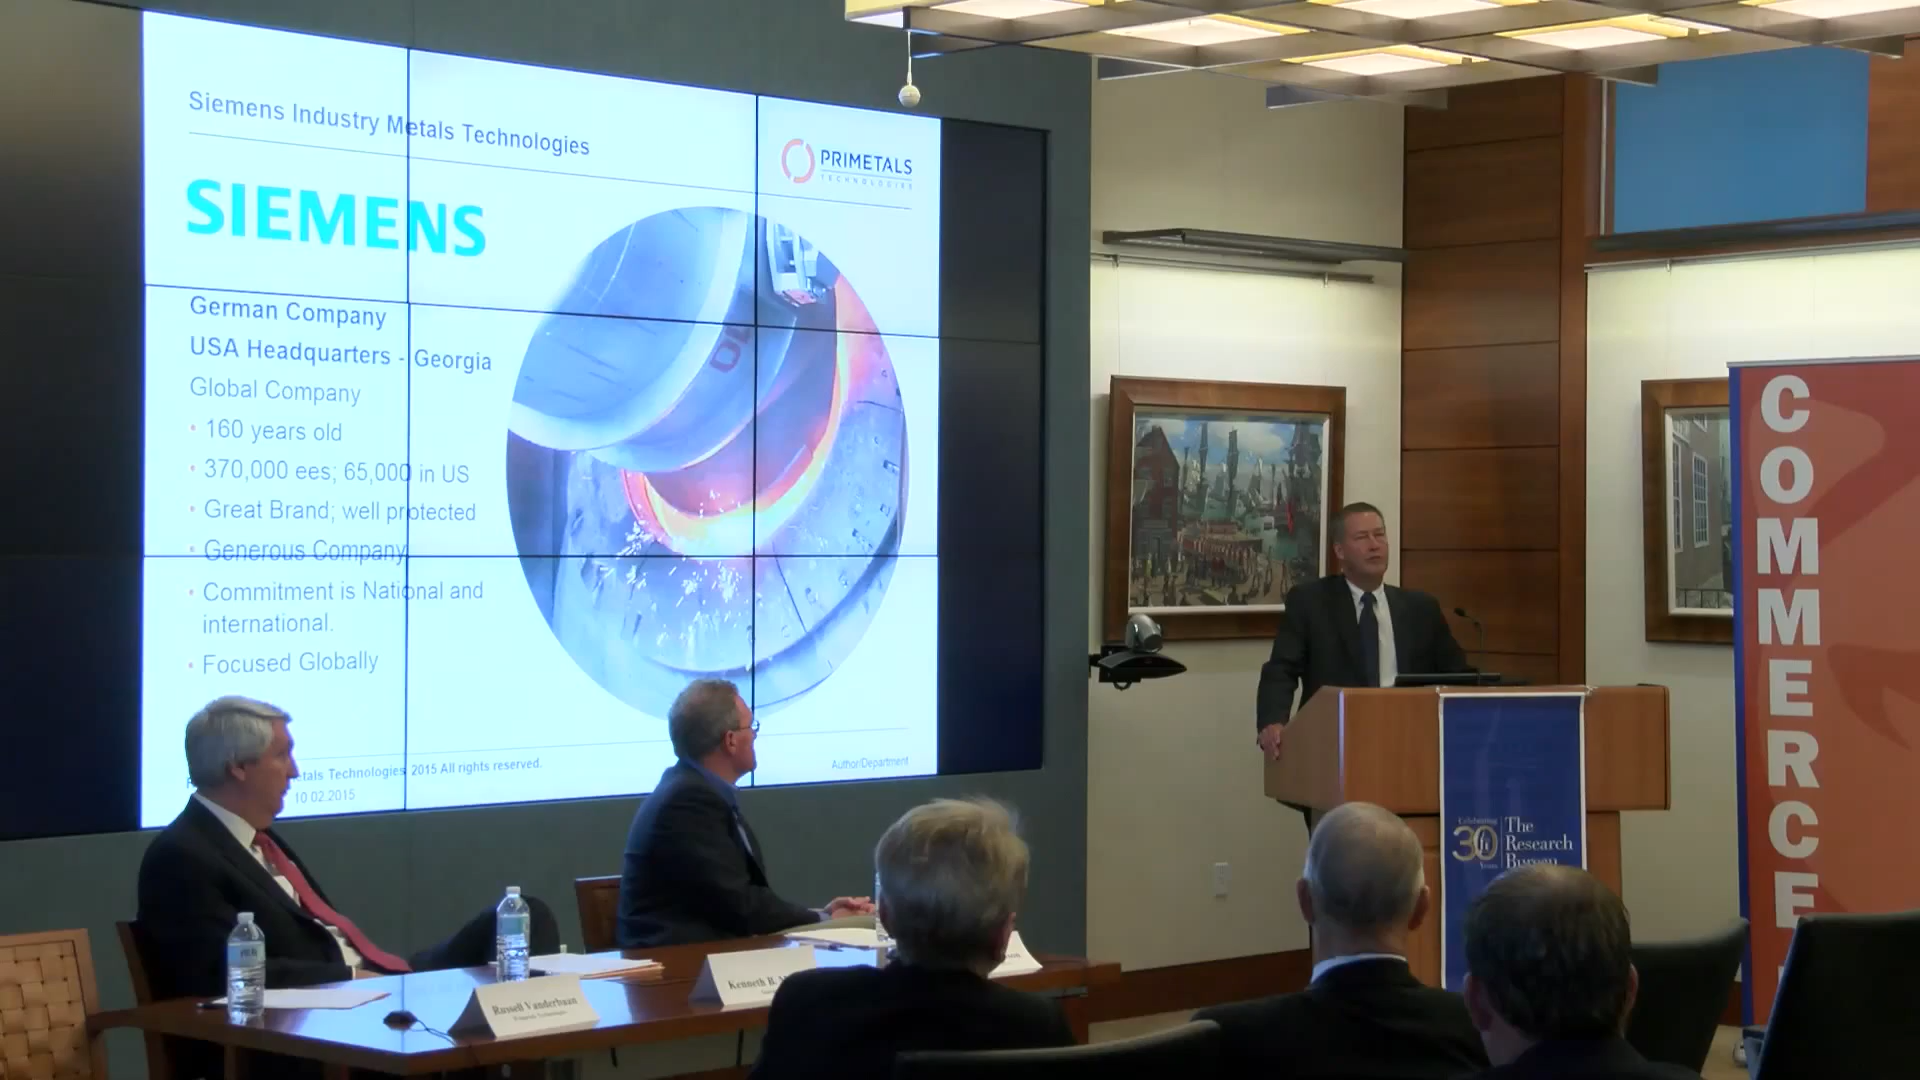 Siemens Industry Metals Technologies
PRIMETALS
TECHNOLOGIES
SIEMENS
German Company
USA Headquarters - Georgia
Global Company
• 160 years old
• 370,000 ees; 65,000 in US
• Great Brand; well protected
• Generous Company
• Commitment is National and
international.
• Focused Globally
etals Technologies 2015 All rights reserved.
10 02.2015
Author/Department
COMMERCE
Celebrating
30
Years
The
Research
Bureau
Russell Vanderbaan
Primetals Technologies
Kenneth B.